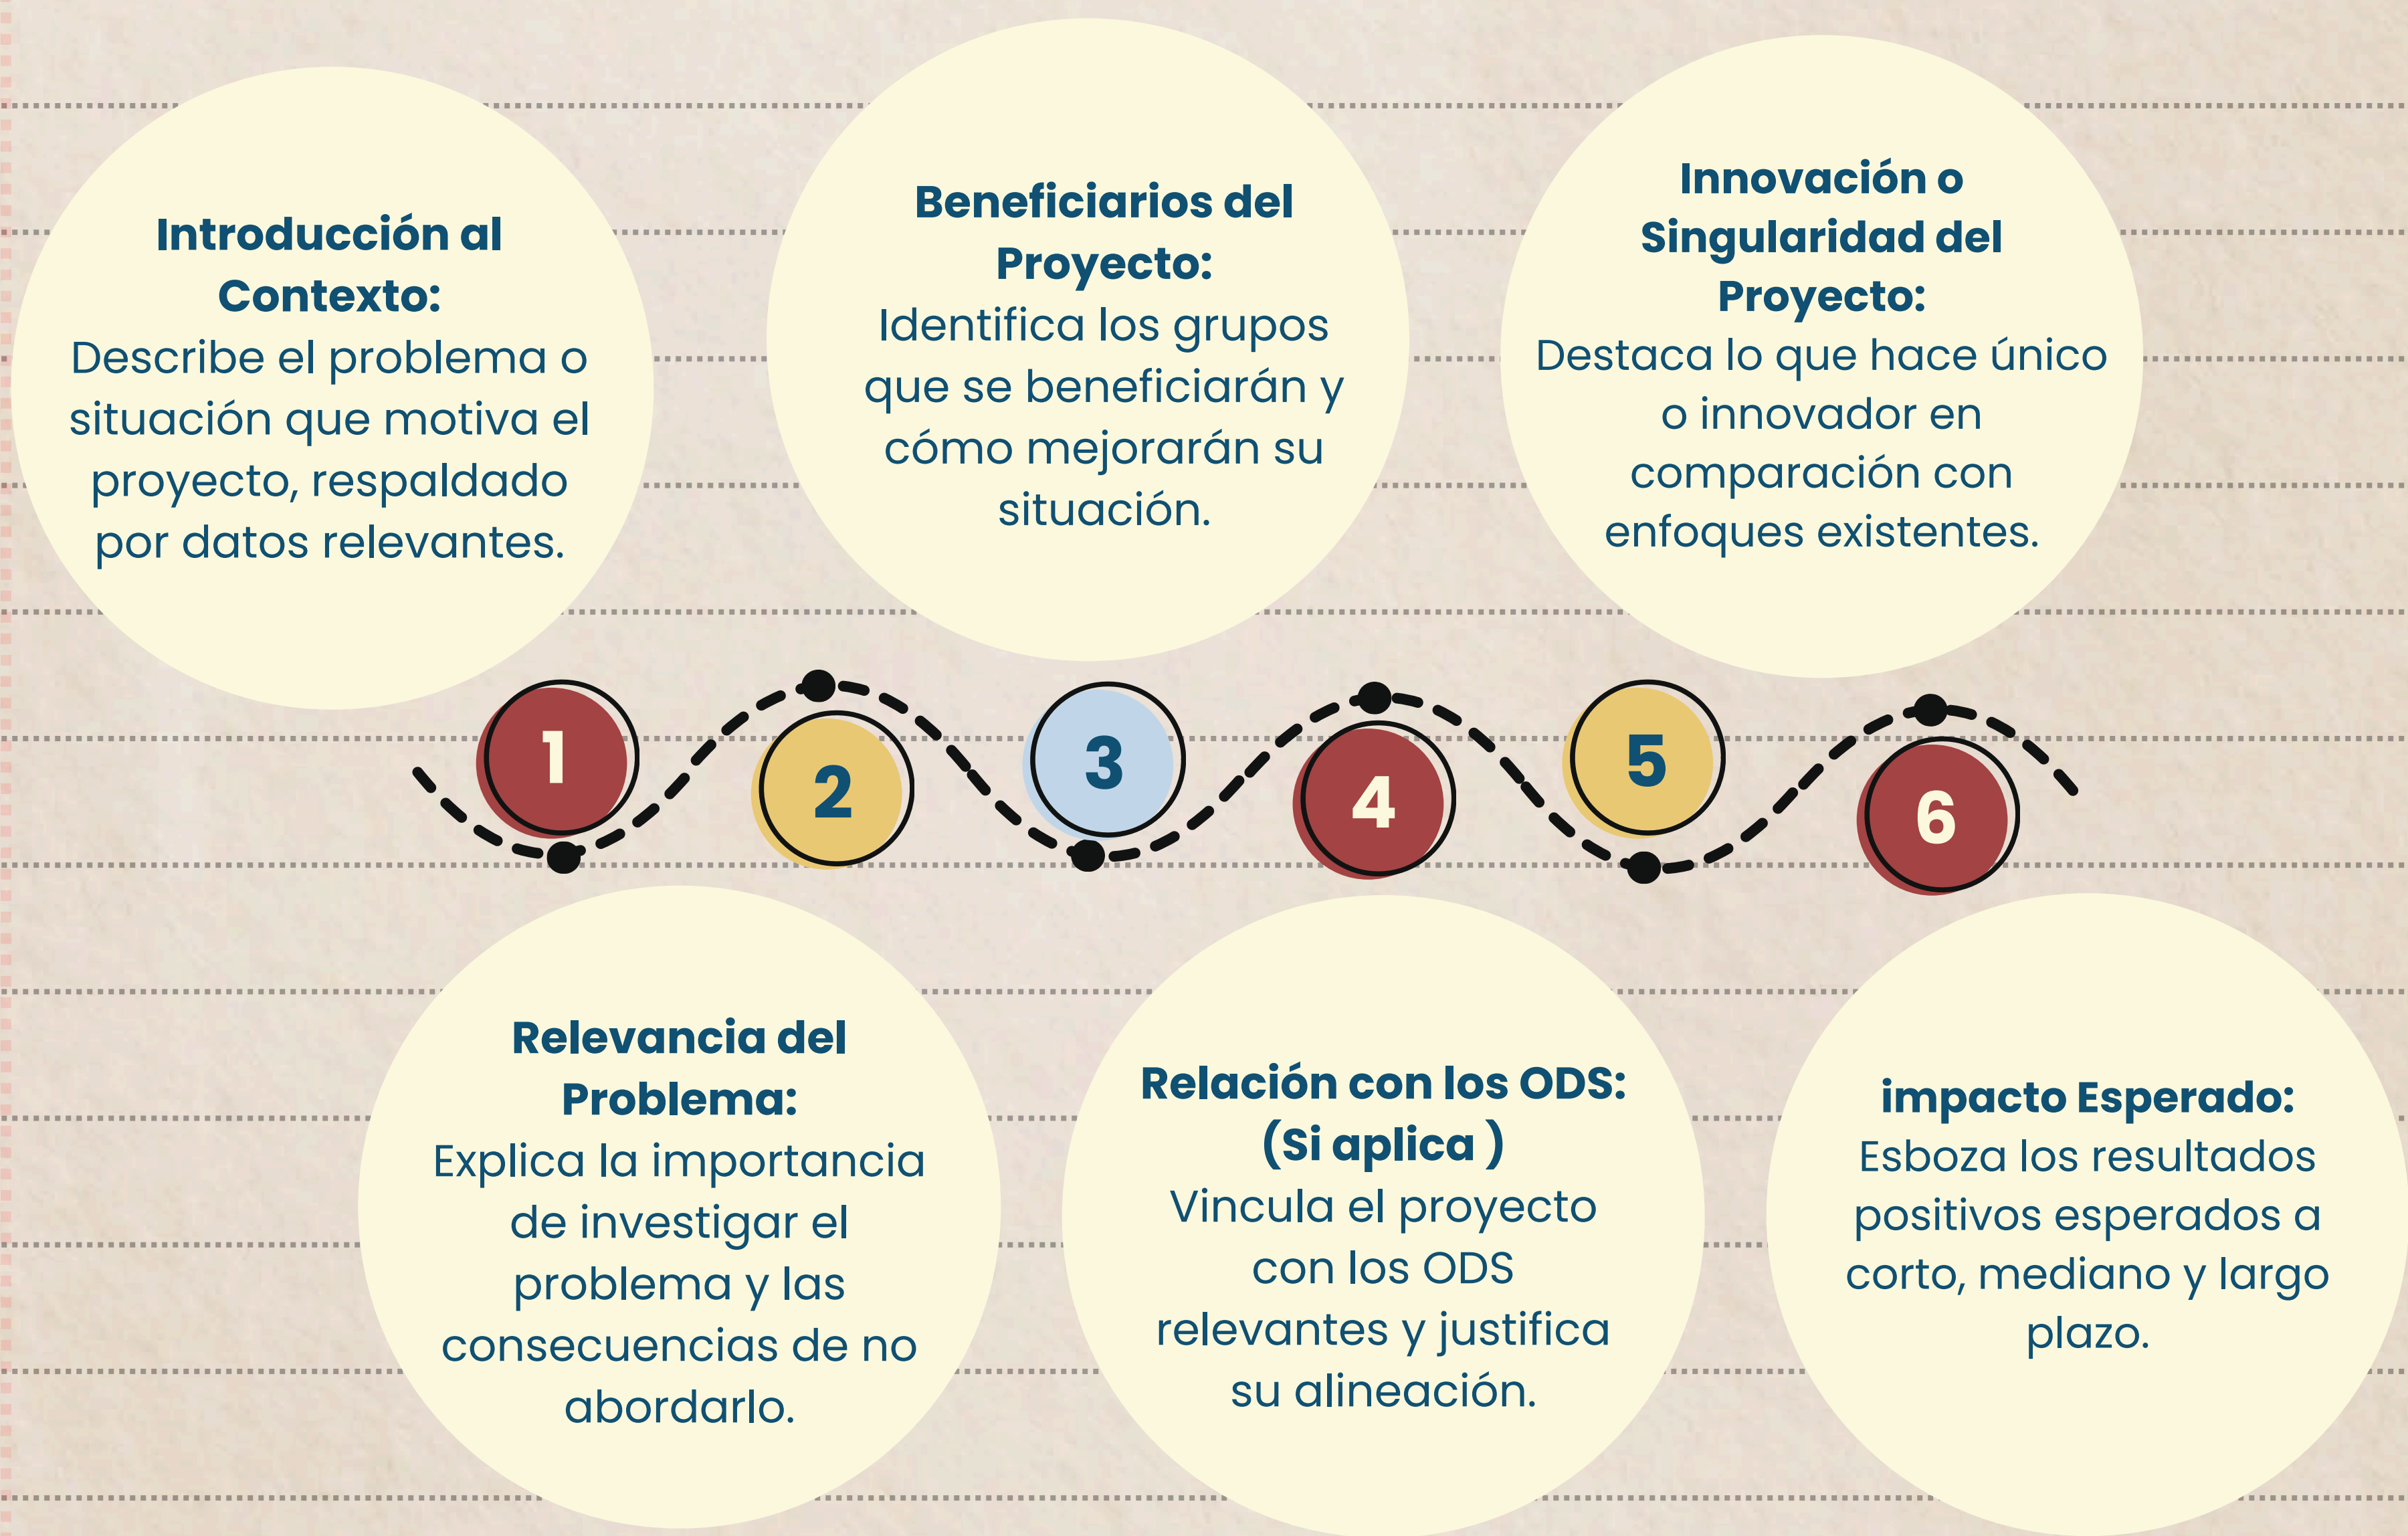 Introducción al
Contexto:
Describe el problema o
situación que motiva el
proyecto, respaldado
por datos relevantes.
Beneficiarios del
Proyecto:
Identifica los grupos
que se beneficiarán y
cómo mejorarán su
situación.
Innovación o
Singularidad del
Proyecto:
Destaca lo que hace único
o innovador en
comparación con
enfoques existentes.
1
2
3
4
5
6
Relevancia del
Problema:
Explica la importancia
de investigar el
problema y las
consecuencias de no
abordarlo.
Relación con los ODS:
(Si aplica )
Vincula el proyecto
con los ODS
relevantes y justifica
su alineación.
impacto Esperado:
Esboza los resultados
positivos esperados a
corto, mediano y largo
plazo.